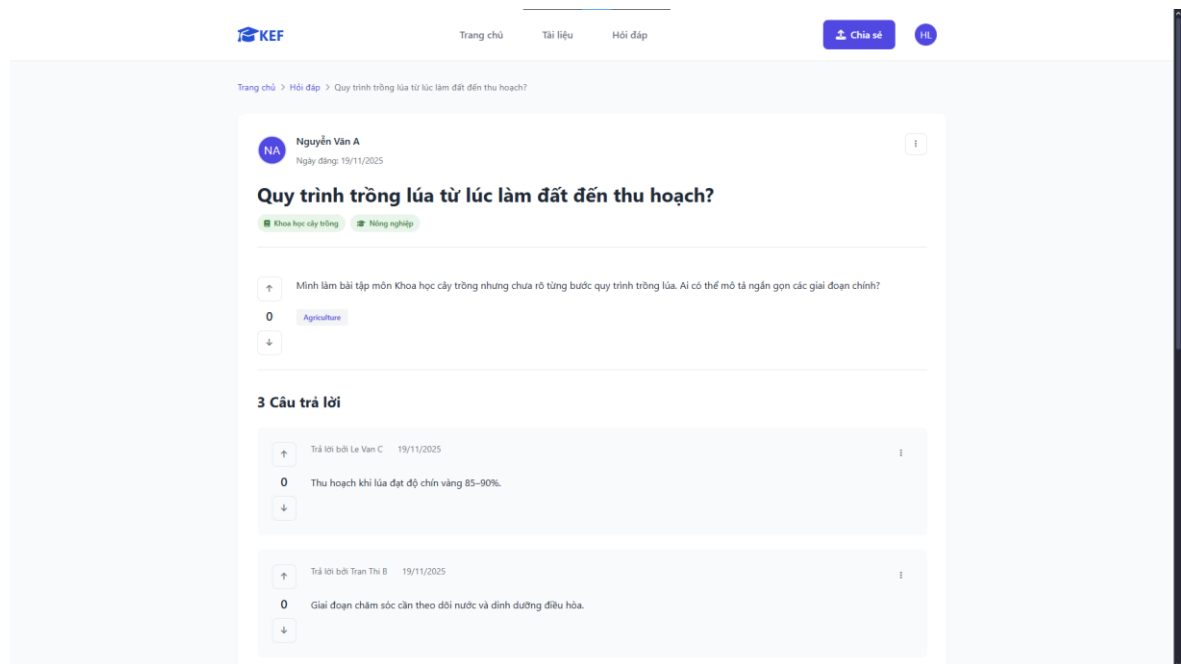 KEF
Trang chủ
Tài liệu
Hỏi đáp
Chia sẻ
HL
Trang chủ > Hỏi đáp > Quy trình trồng lúa từ lúc làm đất đến thu hoạch?
NA
Nguyễn Văn A
Ngày đăng: 19/11/2025
Quy trình trồng lúa từ lúc làm đất đến thu hoạch?
Khoa học cây trồng
Nông nghiệp
Mình làm bài tập môn Khoa học cây trồng nhưng chưa rõ từng bước quy trình trồng lúa. Ai có thể mô tả ngắn gọn các giai đoạn chính?
0
Agriculture
3 Câu trả lời
Trả lời bởi Le Van C 19/11/2025
0
Thu hoạch khi lúa đạt độ chín vàng 85–90%.
Trả lời bởi Tran Thi B 19/11/2025
0
Giai đoạn chăm sóc cần theo dõi nước và dinh dưỡng điều hòa.